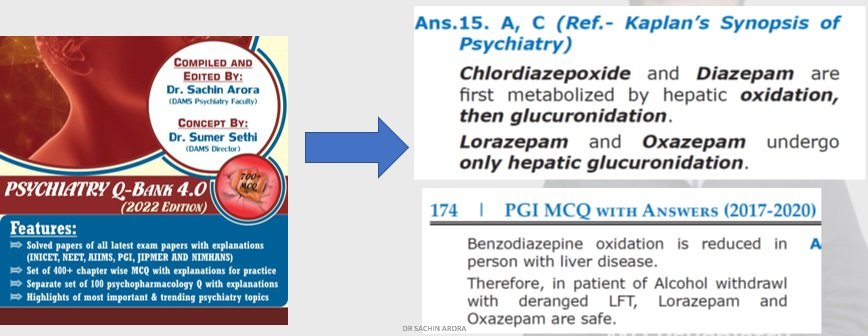 COMPILED AND
EDITED BY:
Dr. Sachin Arora
(DAMS Psychiatry Faculty)
CONCEPT BY:
Dr. Sumer Sethi
(DAMS Director)
700+
MCQ
PSYCHIATRY Q-BANK 4.0
(2022 EDITION)
Features:
Solved papers of all latest exam papers with explanations
(INICET, NEET, AIIMS, PGI, JIPMER AND NIMHANS)
Set of 400+ chapter wise MCQ with explanations for practice
Separate set of 100 psychopharmacology Q with explanations
Highlights of most important & trending psychiatry topics
Ans.15. A, C (Ref.- Kaplan's Synopsis of
Psychiatry)
Chlordiazepoxide and Diazepam are
first metabolized by hepatic oxidation,
then glucuronidation.
Lorazepam and Oxazepam undergo
only hepatic glucuronidation.
174 | PGI MCQ WITH ANSWERS (2017-2020)
Benzodiazepine oxidation is reduced in A
person with liver disease.
Therefore, in patient of Alcohol withdrawl
with deranged LFT, Lorazepam and
Oxazepam are safe.
DR SACHIN ARORA